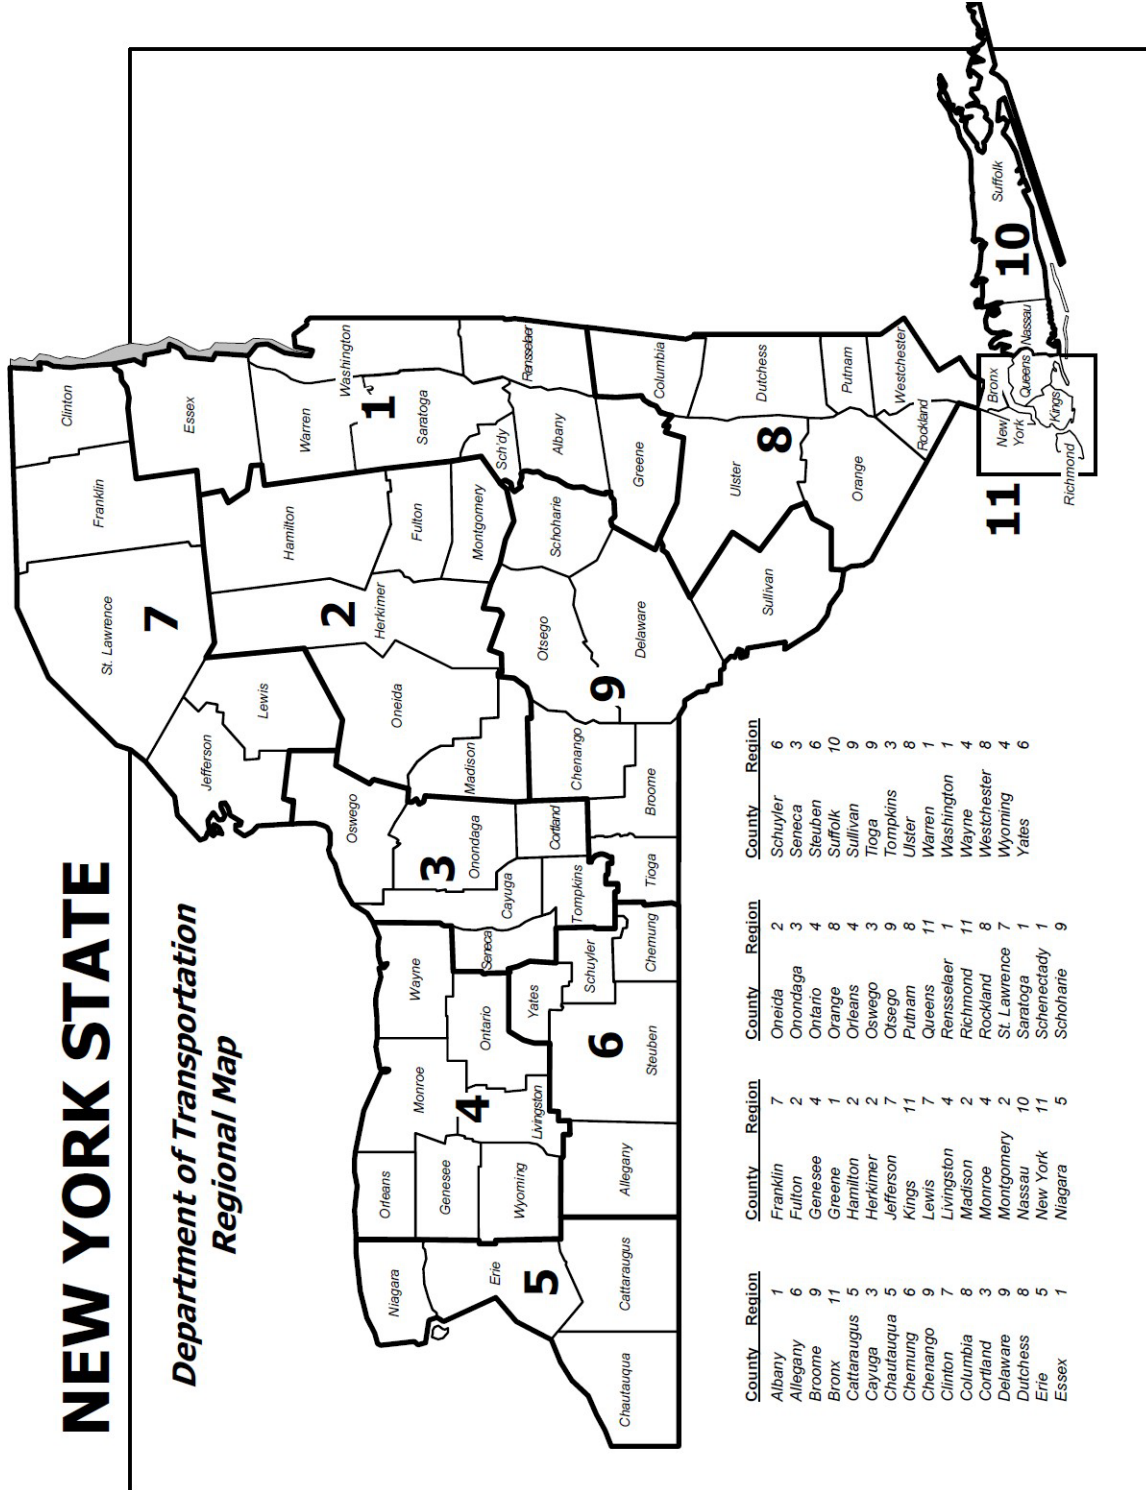 NEW YORK STATE
Department of Transportation
Regional Map
Clinton
Franklin
St. Lawrence
7
Essex
Jefferson
Lewis
Hamilton
Warren
Washington
2
Herkimer
1
Saratoga
Oswego
Oneida
Fulton
Niagara
Orleans
Monroe
Wayne
3
Onondaga
Madison
Montgomery
Sch'dy
Rensselaer
Genesee
4
Ontario
Seneca
Cayuga
Cortland
Otsego
Schoharie
Albany
Erie
5
Wyoming
Livingston
Yates
Schuyler
Tompkins
Chenango
9
Delaware
Greene
Columbia
Chautauqua
Cattaraugus
Allegany
6
Steuben
Chemung
Tioga
Broome
Ulster
8
Dutchess
Sullivan
Orange
Putnam
Rockland
Westchester
11
New
York
Bronx
Queens
Kings
Richmond
Nassau
10
Suffolk
County Region County Region County Region County Region
Albany 1 Franklin 7 Oneida 2 Schuyler 6
Allegany 6 Fulton 2 Onondaga 3 Seneca 3
Broome 9 Genesee 4 Ontario 4 Steuben 6
Bronx 11 Greene 1 Orange 8 Suffolk 10
Cattaraugus 5 Hamilton 2 Orleans 4 Sullivan 9
Cayuga 3 Herkimer 2 Oswego 3 Tioga 9
Chautauqua 5 Jefferson 7 Otsego 9 Tompkins 3
Chemung 6 Kings 11 Putnam 8 Ulster 8
Chenango 9 Lewis 7 Queens 11 Warren 1
Clinton 7 Livingston 4 Rensselaer 1 Washington 1
Columbia 8 Madison 2 Richmond 11 Wayne 4
Cortland 3 Monroe 4 Rockland 8 Westchester 8
Delaware 9 Montgomery 2 St. Lawrence 7 Wyoming 4
Dutchess 8 Nassau 10 Saratoga 1 Yates 6
Erie 5 New York 11 Schenectady 1
Essex 1 Niagara 5 Schoharie 9